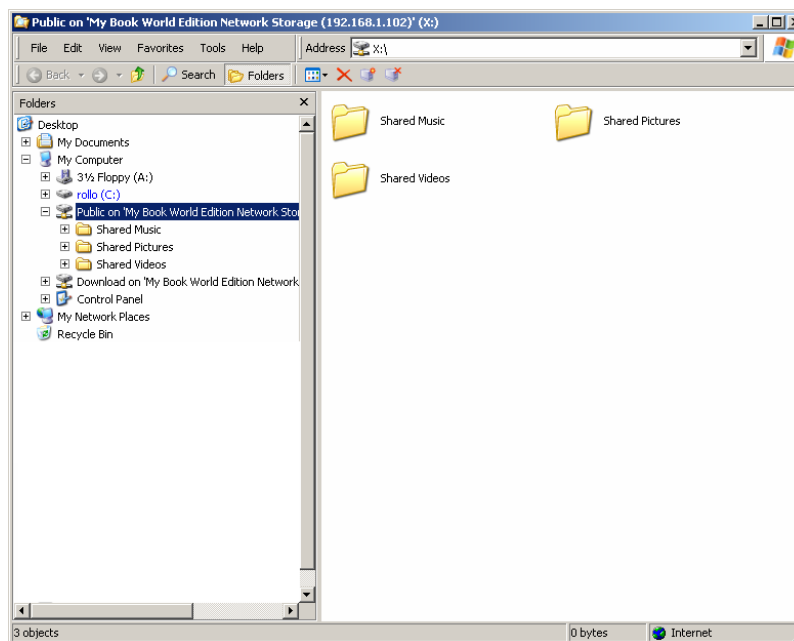 Public on 'My Book World Edition Network Storage (192.168.1.102)' (X:)
File Edit View Favorites Tools Help Address X:\
Back Search Folders
Folders
Desktop
My Documents
My Computer
3½ Floppy (A:)
rollo (C:)
Public on 'My Book World Edition Network Sto
Shared Music
Shared Pictures
Shared Videos
Download on 'My Book World Edition Network
Control Panel
My Network Places
Recycle Bin
Shared Music Shared Pictures
Shared Videos
3 objects 0 bytes Internet